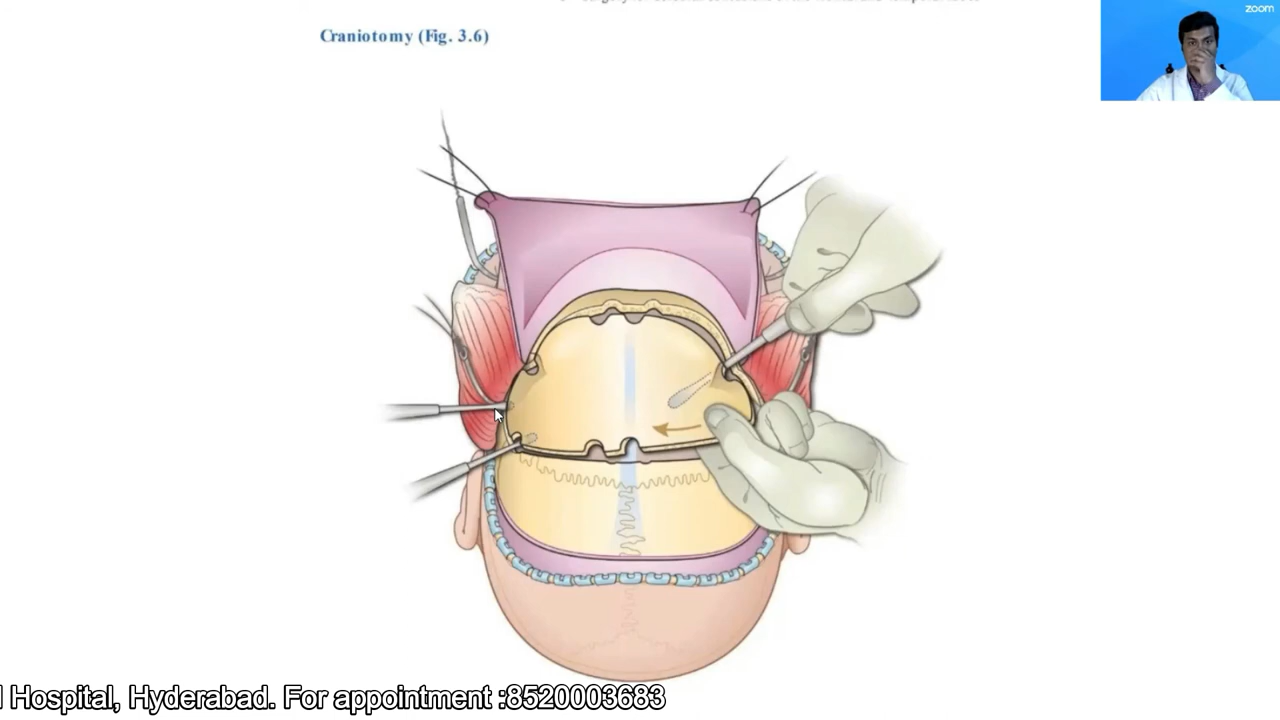 zoom
Craniotomy (Fig. 3.6)
Hospital, Hyderabad. For appointment :8520003683